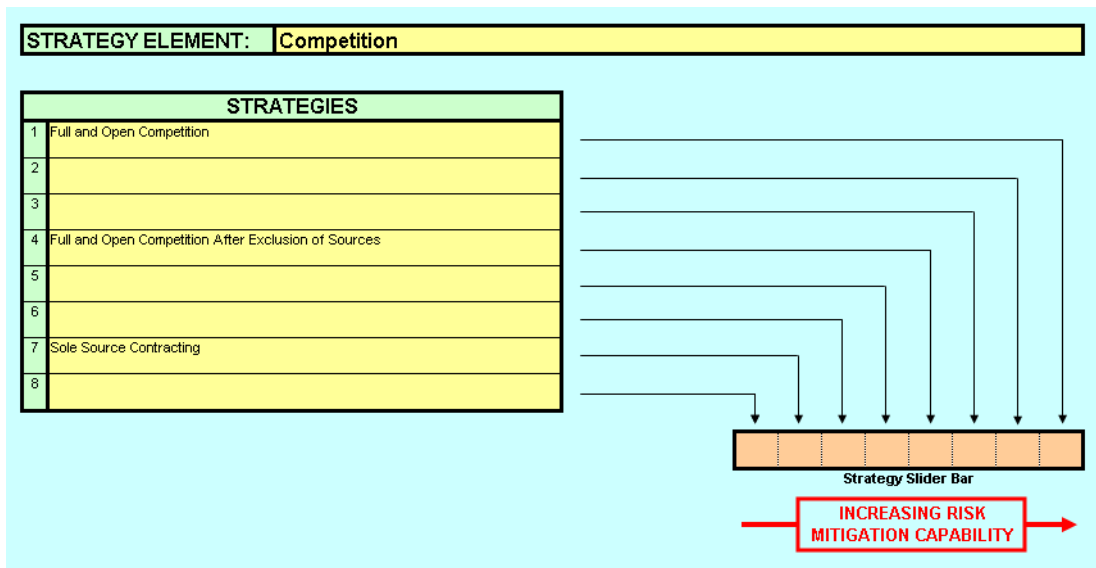 STRATEGY ELEMENT: Competition
STRATEGIES
1 Full and Open Competition
2
3
4 Full and Open Competition After Exclusion of Sources
5
6
7 Sole Source Contracting
8
Strategy Slider Bar
INCREASING RISK
MITIGATION CAPABILITY